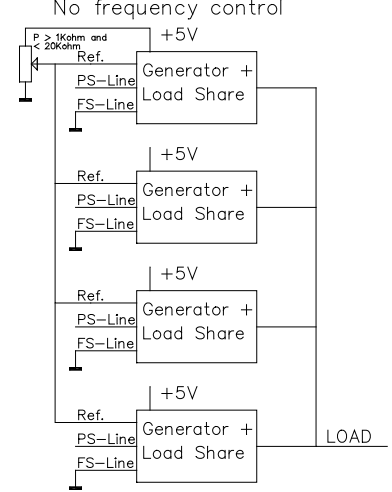 No frequency control
+5V
P > 1Kohm and
< 20Kohm
Ref.
PS-Line
FS-Line
Generator +
Load Share
+5V
Ref.
PS-Line
FS-Line
Generator +
Load Share
+5V
Ref.
PS-Line
FS-Line
Generator +
Load Share
+5V
Ref.
PS-Line
FS-Line
Generator +
Load Share
LOAD